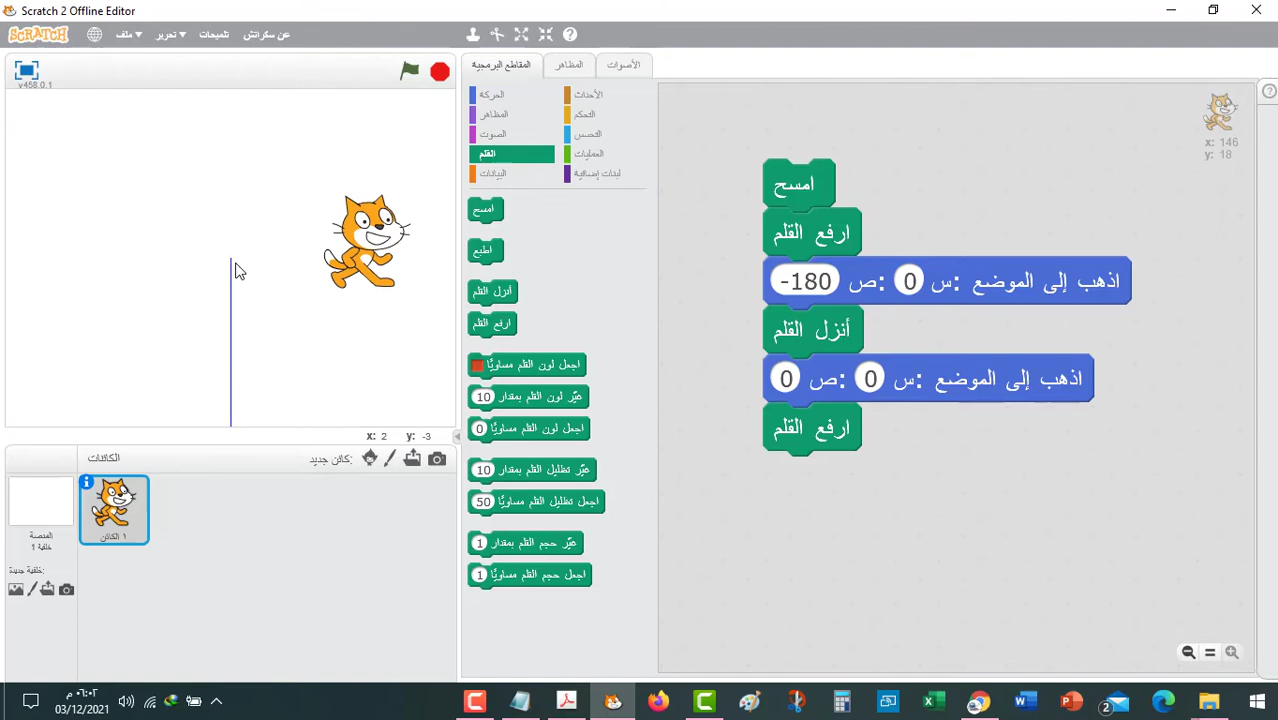 Scratch 2 Offline Editor
SCRATCH
ملف
تحرير
تلميحات
عن سكراتش
v458.0.1
المقاطع البرمجية
المظاهر
الأصوات
الحركة
الأحداث
المظاهر
التحكم
الصوت
التحسس
القلم
العمليات
البيانات
لبنات إضافية
امسح
اطبع
أنزل القلم
ارفع القلم
اجعل لون القلم مساويًا
غيّر لون القلم بمقدار 10
اجعل لون القلم مساويًا 0
غيّر تظليل القلم بمقدار 10
اجعل تظليل القلم مساويًا 50
غيّر حجم القلم بمقدار 1
اجعل حجم القلم مساويًا 1
x: 146
y: 18
امسح
ارفع القلم
اذهب إلى الموضع :س 0 :ص -180
أنزل القلم
اذهب إلى الموضع :س 0 :ص 0
ارفع القلم
x: 2 y: -3
الكائنات
كائن جديد:
المنصة
خلفية 1
خلفية جديدة:
الكائن ١
٦:٠٢ م
03/12/2021
2